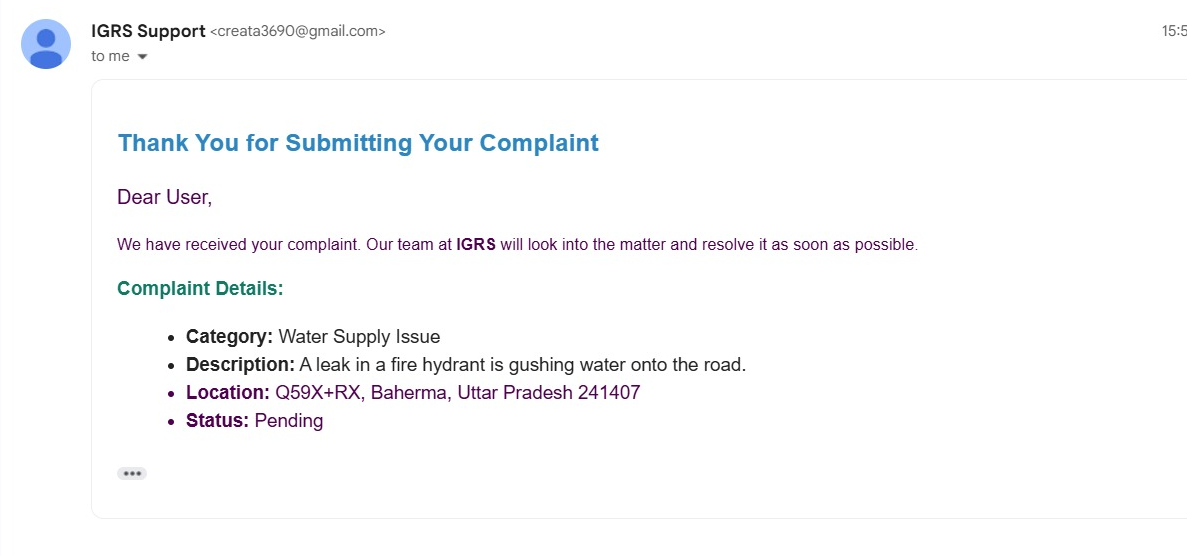 IGRS Support <creata3690@gmail.com>
15:5
to me
Thank You for Submitting Your Complaint
Dear User,
We have received your complaint. Our team at IGRS will look into the matter and resolve it as soon as possible.
Complaint Details:
• Category: Water Supply Issue
• Description: A leak in a fire hydrant is gushing water onto the road.
• Location: Q59X+RX, Baherma, Uttar Pradesh 241407
• Status: Pending